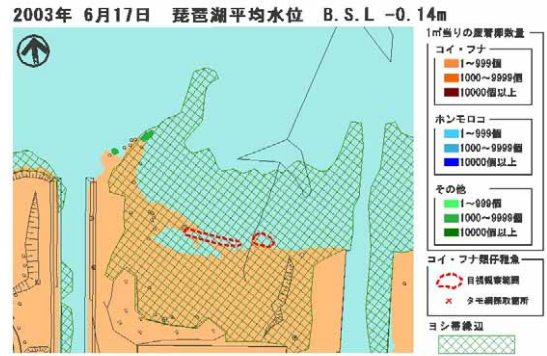 2003年 6月17日 琵琶湖平均水位 B.S.L -0.14m
1㎡当りの産着卵数量
コイ・フナ
1～999個
1000～9999個
10000個以上
ホンモロコ
1～999個
1000～9999個
10000個以上
その他
1～999個
1000～9999個
10000個以上
コイ・フナ類仔稚魚
目視観察範囲
タモ網採取箇所
ヨシ帯縁辺